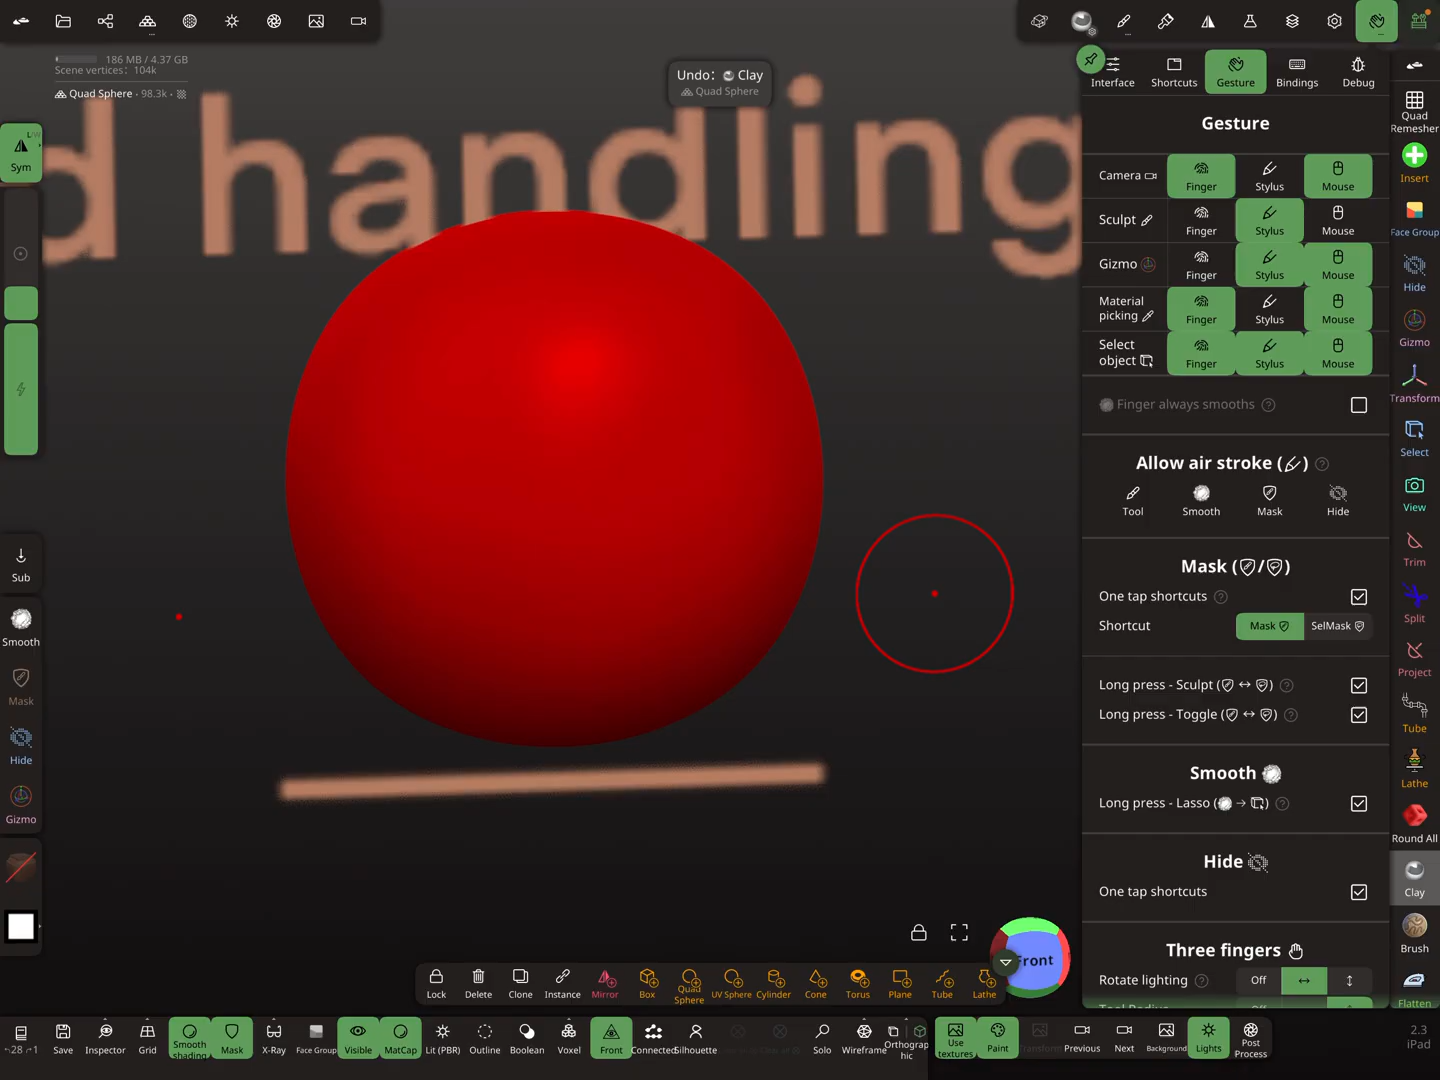 186 MB / 4.37 GB
Scene vertices: 104k
Quad Sphere • 98.3k •
Undo: Clay
Quad Sphere
d handling
L/W
Sym
Sub
Smooth
Mask
Hide
Gizmo
Interface
Shortcuts
Gesture
Bindings
Debug
Gesture
Camera
Finger
Stylus
Mouse
Sculpt
Finger
Stylus
Mouse
Gizmo
Finger
Stylus
Mouse
Material
picking
Finger
Stylus
Mouse
Select
object
Finger
Stylus
Mouse
Finger always smooths ?
Allow air stroke ( ) ?
Tool
Smooth
Mask
Hide
Mask ( / )
One tap shortcuts ?
Shortcut
Mask
SelMask
Long press - Sculpt ( ↔ ) ?
Long press - Toggle ( ↔ ) ?
Smooth
Long press - Lasso ( → ) ?
Hide
One tap shortcuts
Three fingers
Rotate lighting ?
Off
↔
↕
Quad
Remesher
Insert
Face Group
Hide
Gizmo
Transform
Select
View
Trim
Split
Project
Tube
Lathe
Round All
Clay
Brush
Flatten
Front
Lock
Delete
Clone
Instance
Mirror
Box
Quad
Sphere
UV Sphere
Cylinder
Cone
Torus
Plane
Tube
Lathe
Save
Inspector
Grid
Smooth
shading
Mask
X-Ray
Face Group
Visible
MatCap
Lit (PBR)
Outline
Boolean
Voxel
Front
Connected
Silhouette
Solo
Wireframe
Orthograp
hic
Use
textures
Paint
Transform
Previous
Next
Background
Lights
Post
Process
2.3
iPad